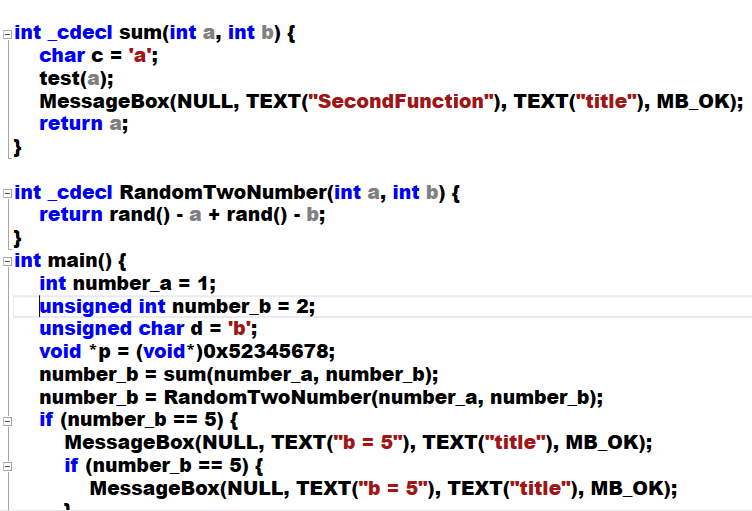 int _cdecl sum(int a, int b) {
char c = 'a';
test(a);
MessageBox(NULL, TEXT("SecondFunction"), TEXT("title"), MB_OK);
return a;
}
int _cdecl RandomTwoNumber(int a, int b) {
return rand() - a + rand() - b;
}
int main() {
int number_a = 1;
unsigned int number_b = 2;
unsigned char d = 'b';
void *p = (void*)0x52345678;
number_b = sum(number_a, number_b);
number_b = RandomTwoNumber(number_a, number_b);
if (number_b == 5) {
MessageBox(NULL, TEXT("b = 5"), TEXT("title"), MB_OK);
if (number_b == 5) {
MessageBox(NULL, TEXT("b = 5"), TEXT("title"), MB_OK);
}